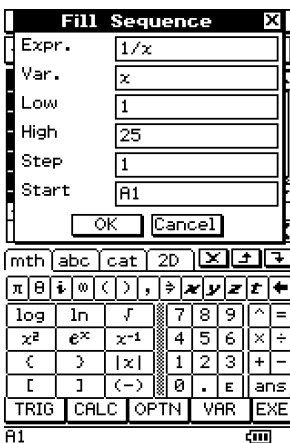 Fill Sequence X
Expr. 1/x
Var. x
Low 1
High 25
Step 1
Start A1
OK Cancel
mth abc cat 2D
π θ i ∞ ( ) , ⇒ x y z t ←
log ln √ 7 8 9 ^ =
x² eˣ x⁻¹ 4 5 6 × ÷
( ) |x| 1 2 3 + −
[ ] (−) 0 . E ans
TRIG CALC OPTN VAR EXE
A1